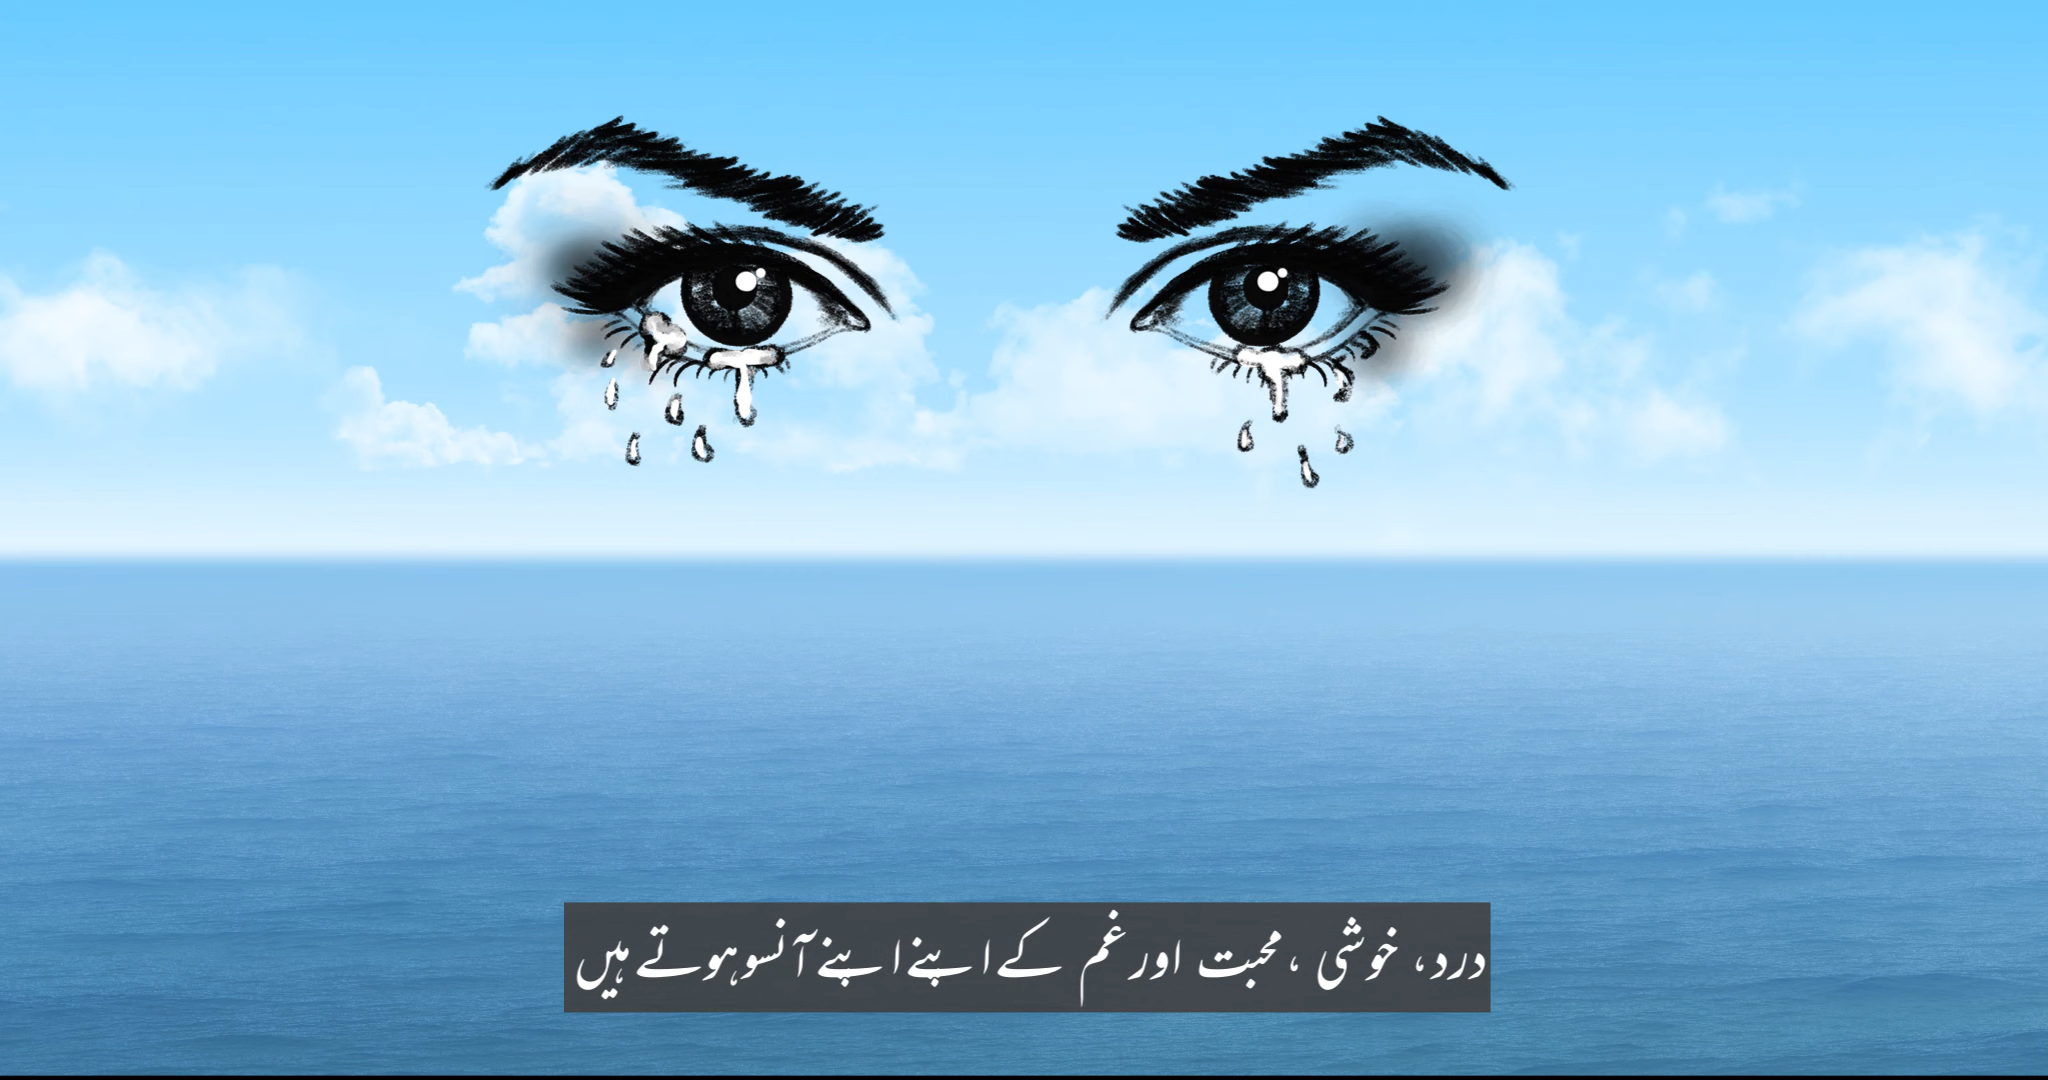 درد، خوشی ،محبت اور غم کے اپنے اپنے آنسو ہوتے ہیں